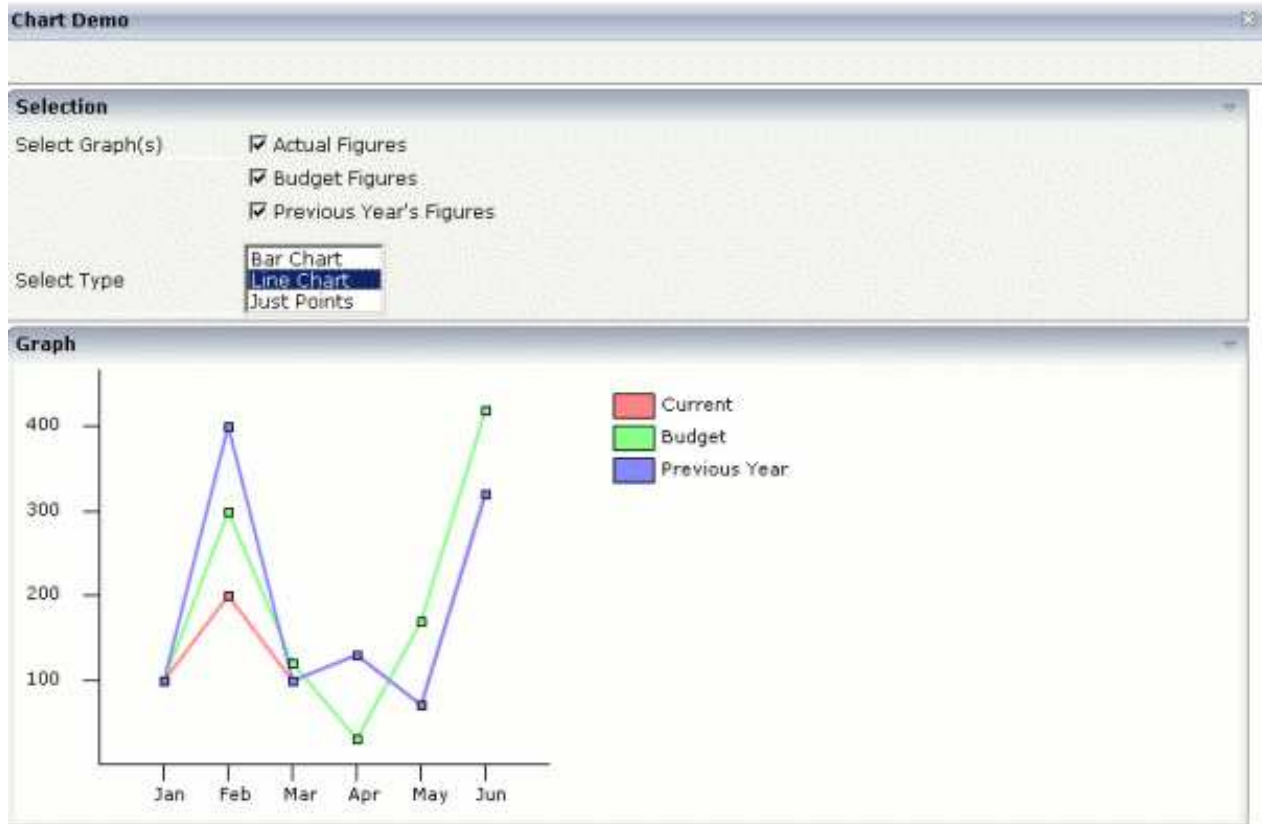 Chart Demo
Selection
Select Graph(s)
Actual Figures
Budget Figures
Previous Year's Figures
Select Type
Bar Chart
Line Chart
Just Points
Graph
400
300
200
100
Jan Feb Mar Apr May Jun
Current
Budget
Previous Year